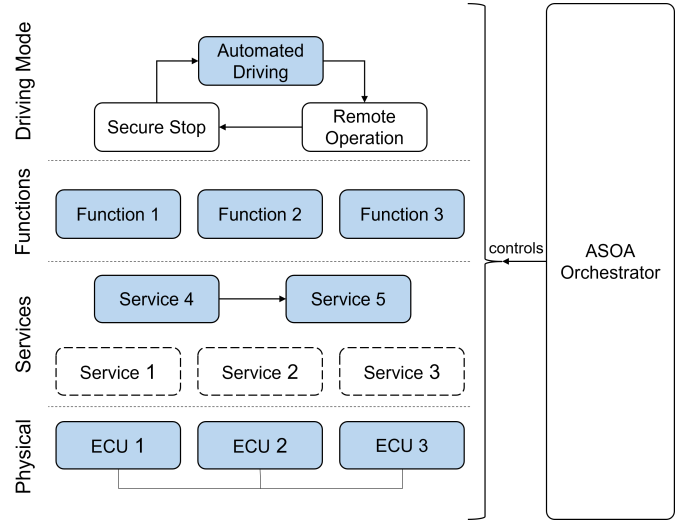 Driving Mode
Automated
Driving
Secure Stop
Remote
Operation
Functions
Function 1
Function 2
Function 3
Services
Service 4
Service 5
Service 1
Service 2
Service 3
Physical
ECU 1
ECU 2
ECU 3
controls
ASOA
Orchestrator